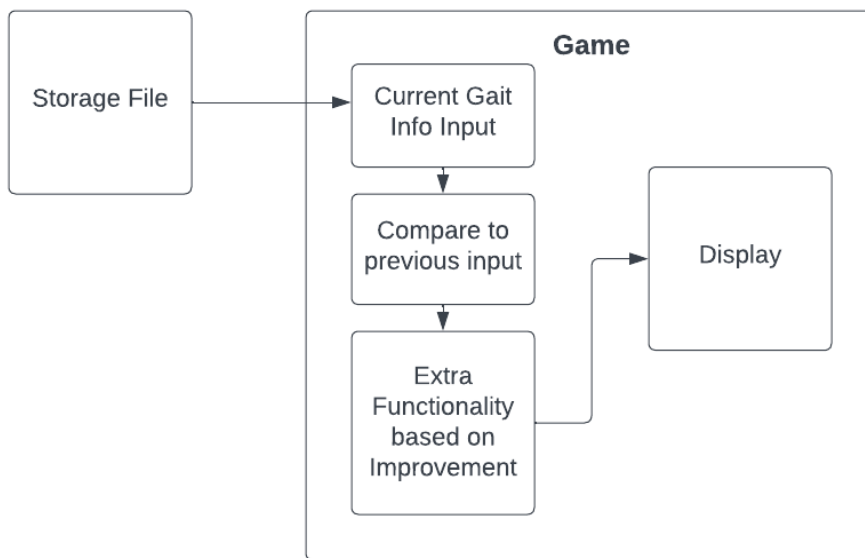 Game
Storage File
Current Gait
Info Input
Compare to
previous input
Display
Extra
Functionality
based on
Improvement